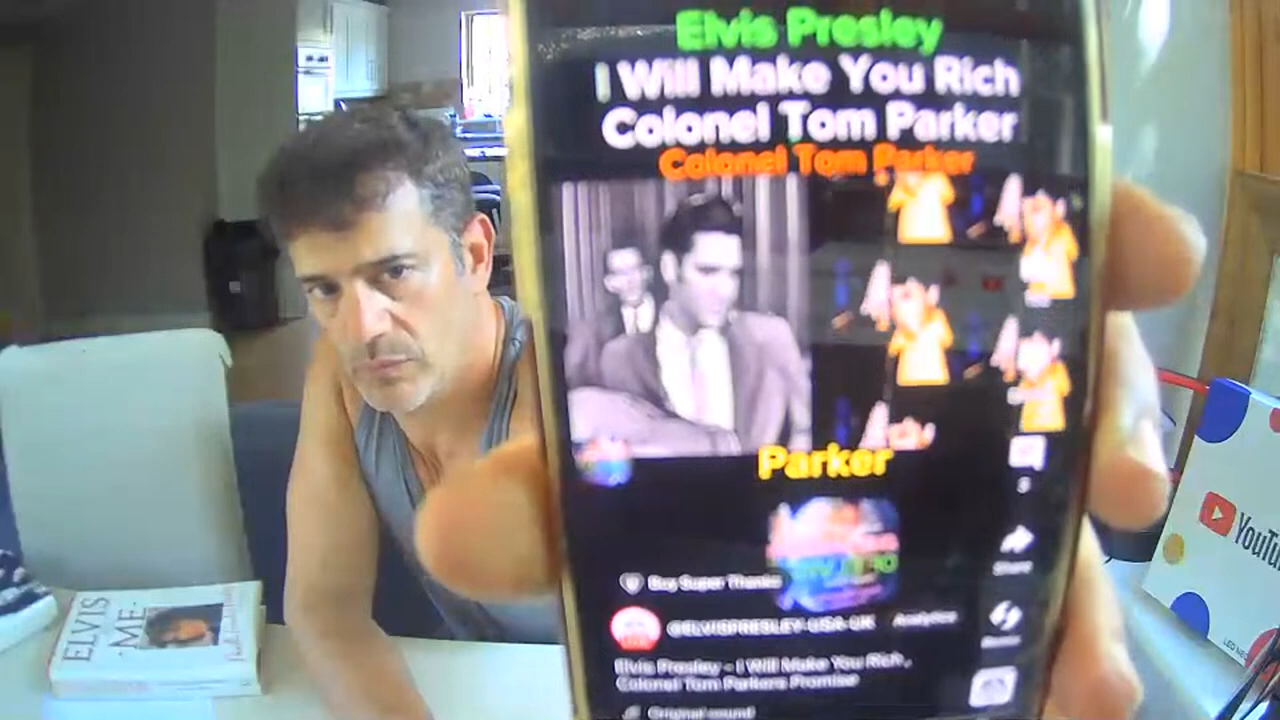 Elvis Presley
I Will Make You Rich
Colonel Tom Parker
Colonel Tom Parker
Parker
Buy Super Thanks
@ELVISPRESLEY-USA-UK Analytics
Share
Elvis Presley - I Will Make You Rich,
Colonel Tom Parkers Promise
Original sound
ELVIS
·ME·
YouTu